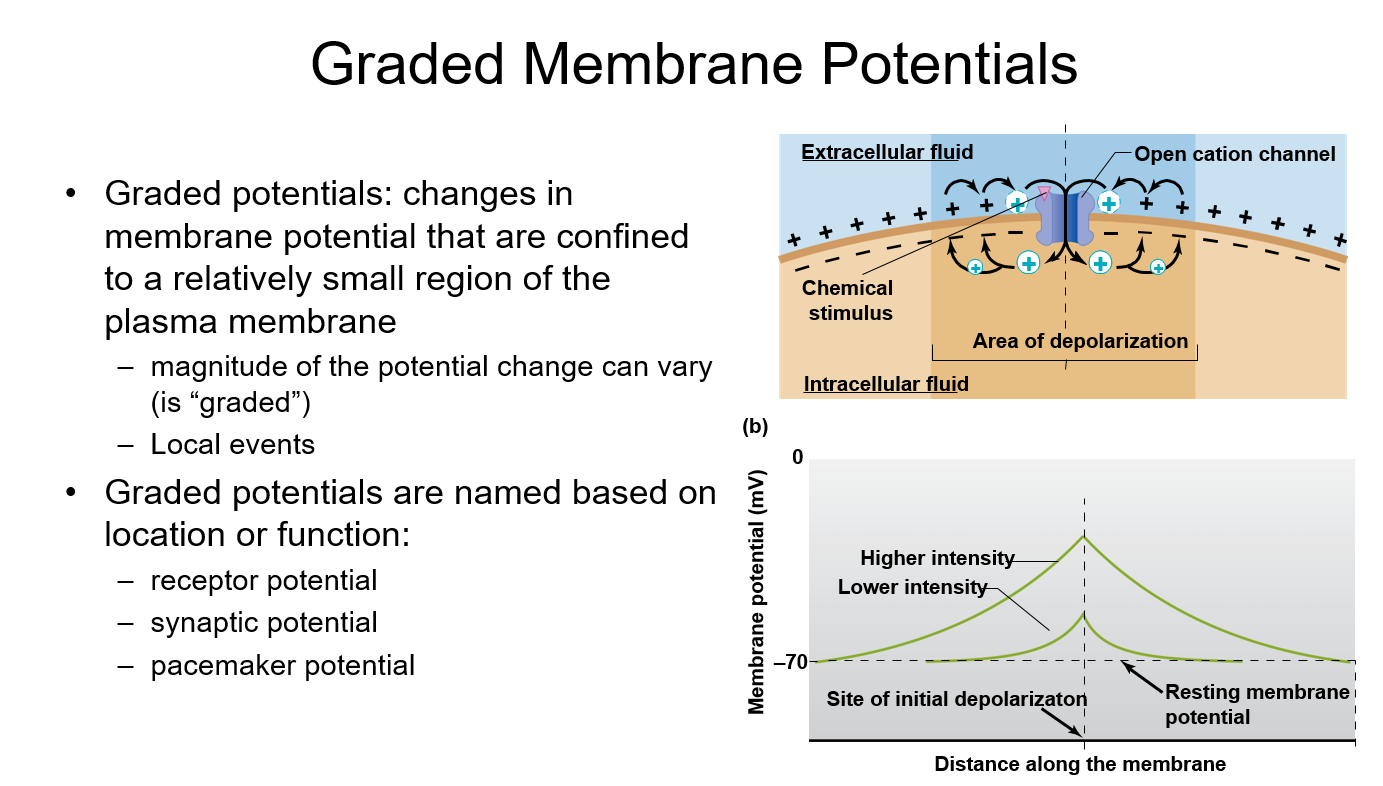 Graded Membrane Potentials
• Graded potentials: changes in
membrane potential that are confined
to a relatively small region of the
plasma membrane
– magnitude of the potential change can vary
(is “graded”)
– Local events
• Graded potentials are named based on
location or function:
– receptor potential
– synaptic potential
– pacemaker potential
Extracellular fluid
Open cation channel
Chemical
stimulus
Area of depolarization
Intracellular fluid
(b)
0
Membrane potential (mV)
Higher intensity
Lower intensity
–70
Site of initial depolarizaton
Resting membrane
potential
Distance along the membrane